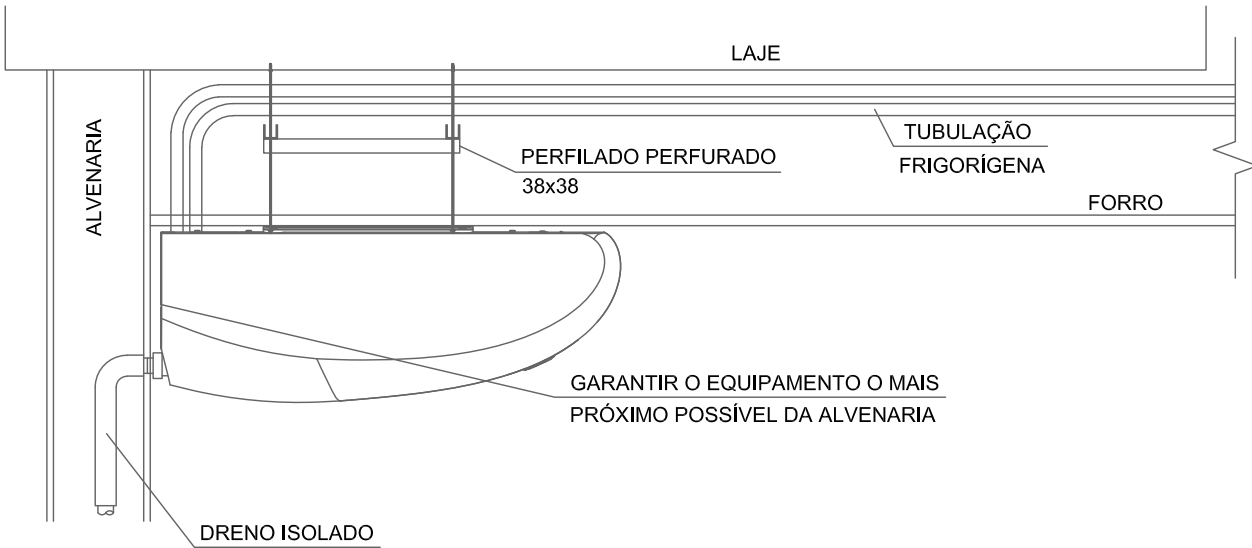 LAJE
ALVENARIA
TUBULAÇÃO
FRIGORÍGENA
PERFILADO PERFURADO
38x38
FORRO
GARANTIR O EQUIPAMENTO O MAIS
PRÓXIMO POSSÍVEL DA ALVENARIA
DRENO ISOLADO